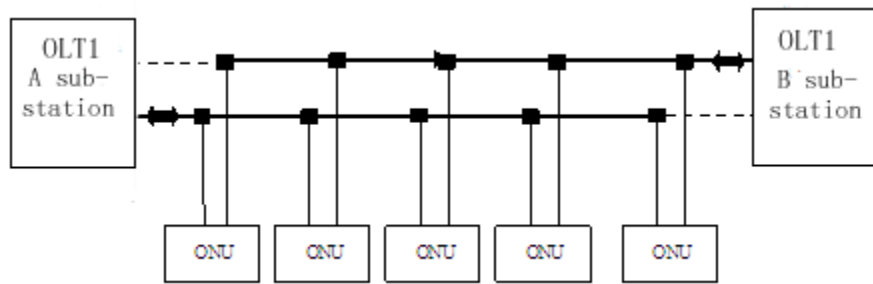 OLT1
A sub-
station
OLT1
B sub-
station
ONU
ONU
ONU
ONU
ONU